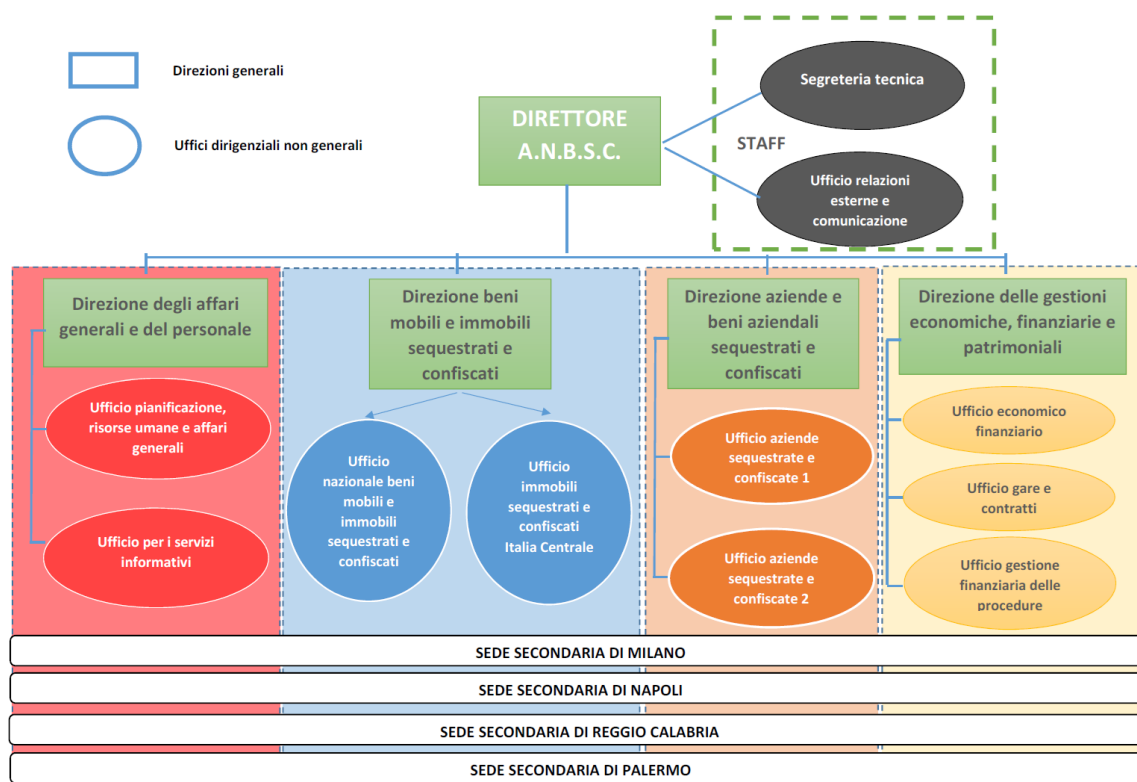 Direzioni generali
Uffici dirigenziali non generali
DIRETTORE
A.N.B.S.C.
STAFF
Segreteria tecnica
Ufficio relazioni
esterne e
comunicazione
Direzione degli affari
generali e del personale
Ufficio pianificazione,
risorse umane e affari
generali
Ufficio per i servizi
informativi
Direzione beni
mobili e immobili
sequestrati e
confiscati
Ufficio
nazionale beni
mobili e
immobili
sequestrati e
confiscati
Ufficio
immobili
sequestrati e
confiscati
Italia Centrale
Direzione aziende e
beni aziendali
sequestrati e
confiscati
Ufficio aziende
sequestrate e
confiscate 1
Ufficio aziende
sequestrate e
confiscate 2
Direzione delle gestioni
economiche, finanziarie e
patrimoniali
Ufficio economico
finanziario
Ufficio gare e
contratti
Ufficio gestione
finanziaria delle
procedure
SEDE SECONDARIA DI MILANO
SEDE SECONDARIA DI NAPOLI
SEDE SECONDARIA DI REGGIO CALABRIA
SEDE SECONDARIA DI PALERMO